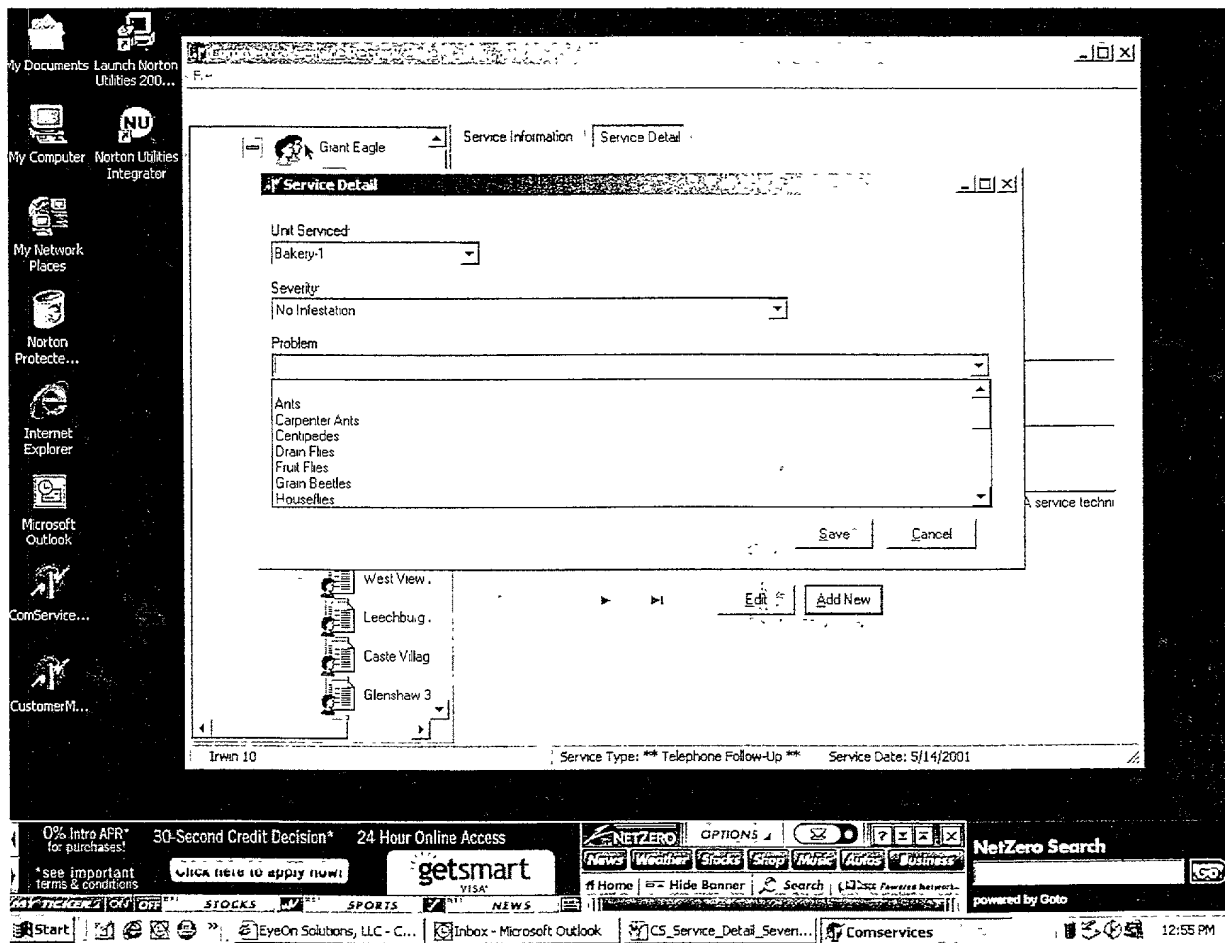 My Documents
Launch Norton
Utilities 200...
My Computer
Norton Utilities
Integrator
My Network
Places
Norton
Protecte...
Internet
Explorer
Microsoft
Outlook
ComService...
CustomerM...
Giant Eagle
Service Information
Service Detail
Service Detail
Unit Serviced
Bakery-1
Severity
No Infestation
Problem
Ants
Carpenter Ants
Centipedes
Drain Flies
Fruit Flies
Grain Beetles
Houseflies
A service techni
Save
Cancel
West View .
Leechburg .
Caste Villag
Glenshaw 3
Edit
Add New
Irwin 10
Service Type: ** Telephone Follow-Up **
Service Date: 5/14/2001
0% Intro APR*
for purchases!
30-Second Credit Decision*
24 Hour Online Access
*see important
terms & conditions
Click here to apply now!
getsmart
VISA
NETZERO
OPTIONS
News Weather Stocks Shop Music Autos Business
Home
Hide Banner
Search
NetZero Search
GO!
powered by Goto
MY TICKERS
OFF
STOCKS
SPORTS
NEWS
Start
EyeOn Solutions, LLC - C...
Inbox - Microsoft Outlook
CS_Service_Detail_Seven...
Comservices
12:55 PM